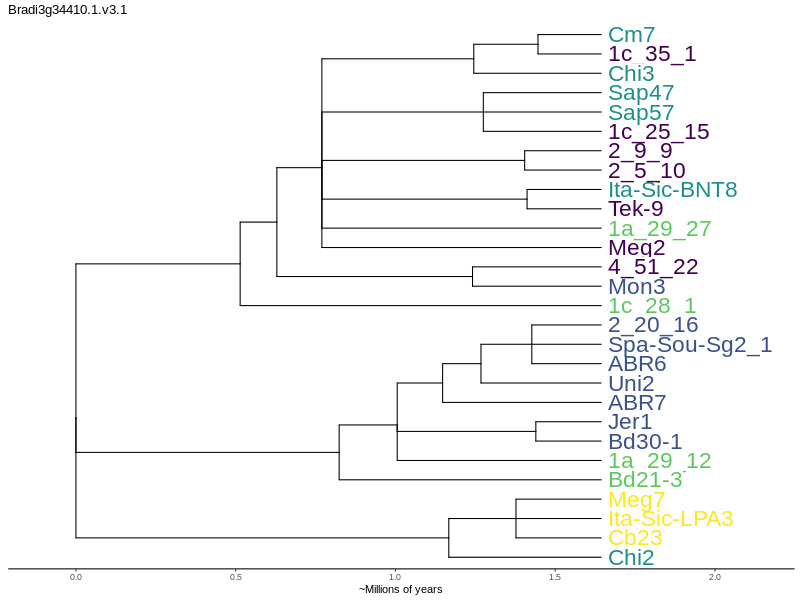 Bradi3g34410.1.v3.1
Cm7
1c_35_1
Chi3
Sap47
Sap57
1c_25_15
2_9_9
2_5_10
Ita-Sic-BNT8
Tek-9
1a_29_27
Meg2
4_51_22
Mon3
1c_28_1
2_20_16
Spa-Sou-Sg2_1
ABR6
Uni2
ABR7
Jer1
Bd30-1
1a_29_12
Bd21-3
Meg7
Ita-Sic-LPA3
Cb23
Chi2
0.0 0.5 1.0 1.5 2.0
~Millions of years